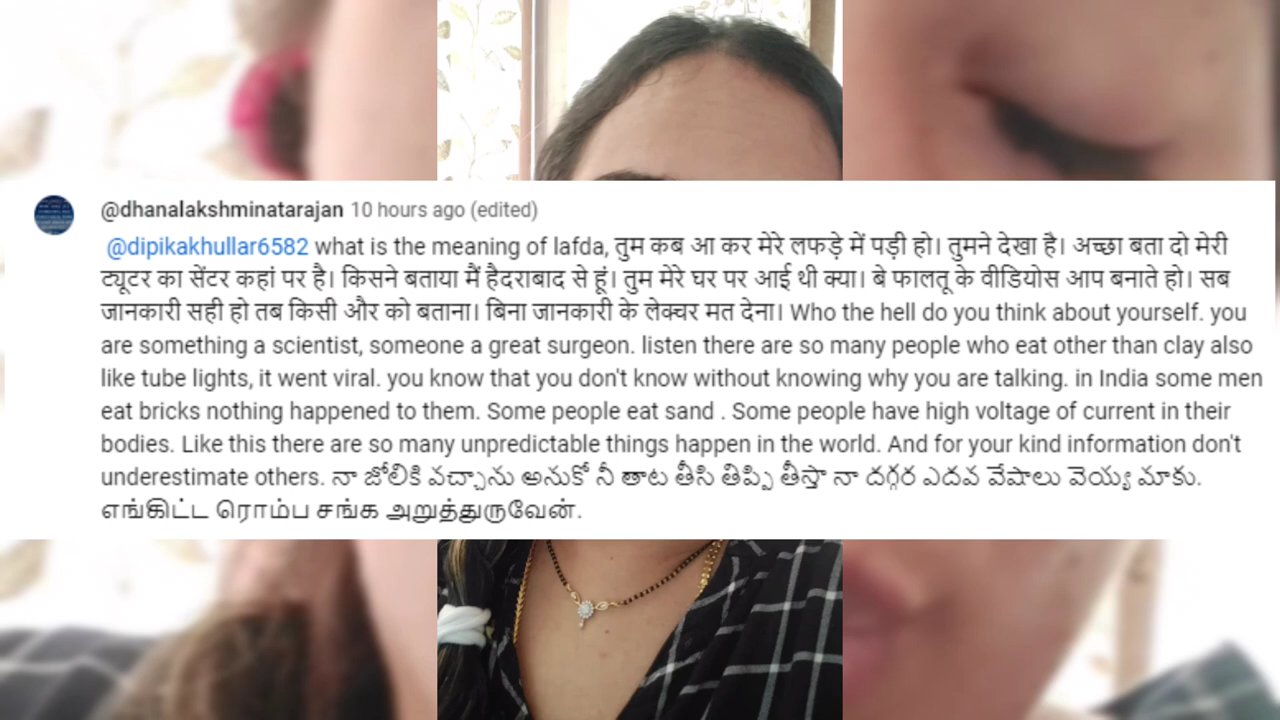 @dhanalakshminatarajan 10 hours ago (edited)
@dipikakhullar6582 what is the meaning of lafda, तुम कब आ कर मेरे लफड़े में पड़ी हो। तुमने देखा है। अच्छा बता दो मेरी
ट्यूटर का सेंटर कहां पर है। किसने बताया मैं हैदराबाद से हूं। तुम मेरे घर पर आई थी क्या। बे फालतू के वीडियोस आप बनाते हो। सब
जानकारी सही हो तब किसी और को बताना। बिना जानकारी के लेक्चर मत देना। Who the hell do you think about yourself. you
are something a scientist, someone a great surgeon. listen there are so many people who eat other than clay also
like tube lights, it went viral. you know that you don't know without knowing why you are talking. in India some men
eat bricks nothing happened to them. Some people eat sand . Some people have high voltage of current in their
bodies. Like this there are so many unpredictable things happen in the world. And for your kind information don't
underestimate others. నా జోలికి వచ్చాను అనుకో నీ తాట తీసి తిప్పి తీస్తా నా దగ్గర ఎదవ వేషాలు వెయ్య మాకు.
எங்கிட்ட ரொம்ப சங்க அறுத்துருவேன்.